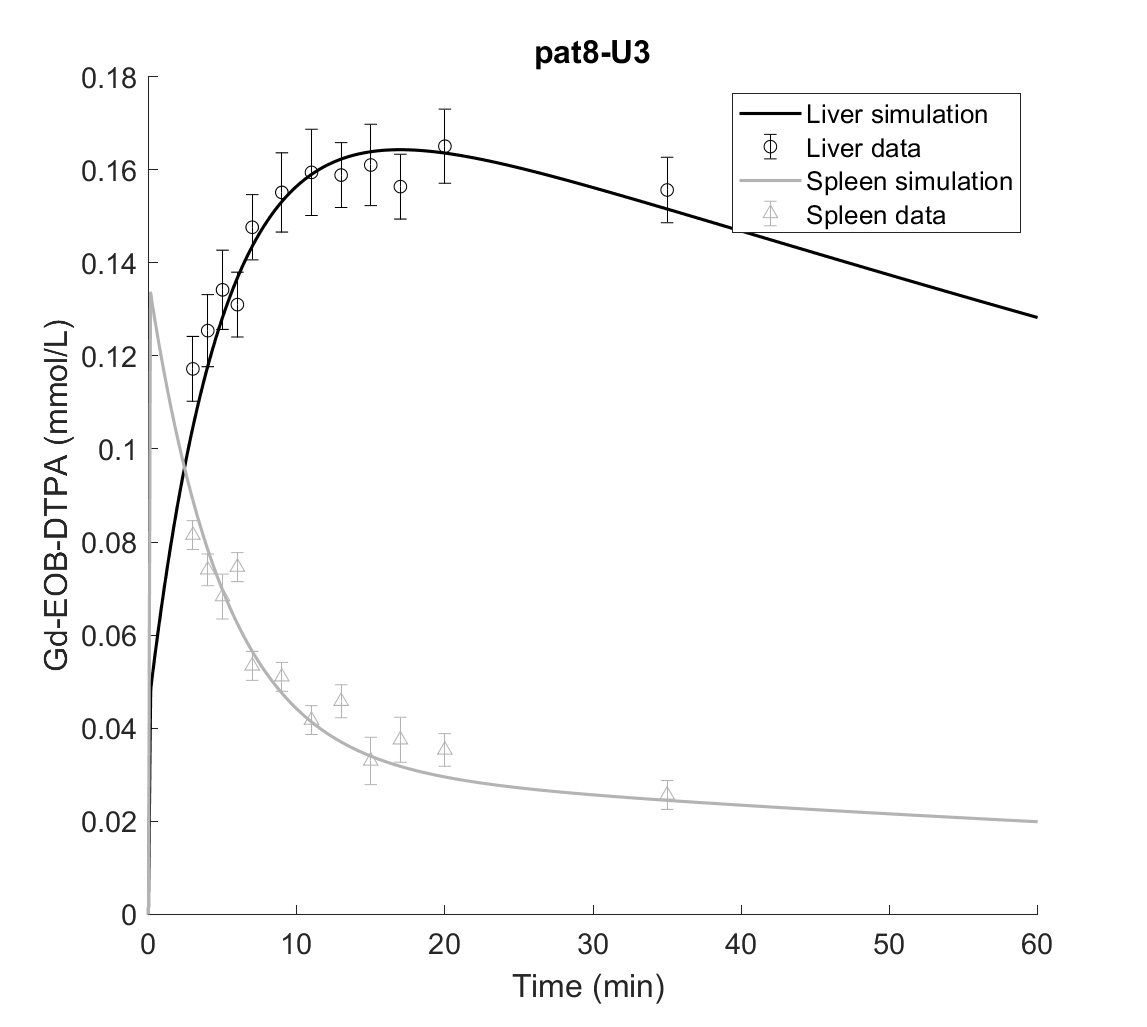 pat8-U3
0.18
0.16
0.14
0.12
0.1
0.08
0.06
0.04
0.02
0
Gd-EOB-DTPA (mmol/L)
Liver simulation
Liver data
Spleen simulation
Spleen data
0 10 20 30 40 50 60
Time (min)